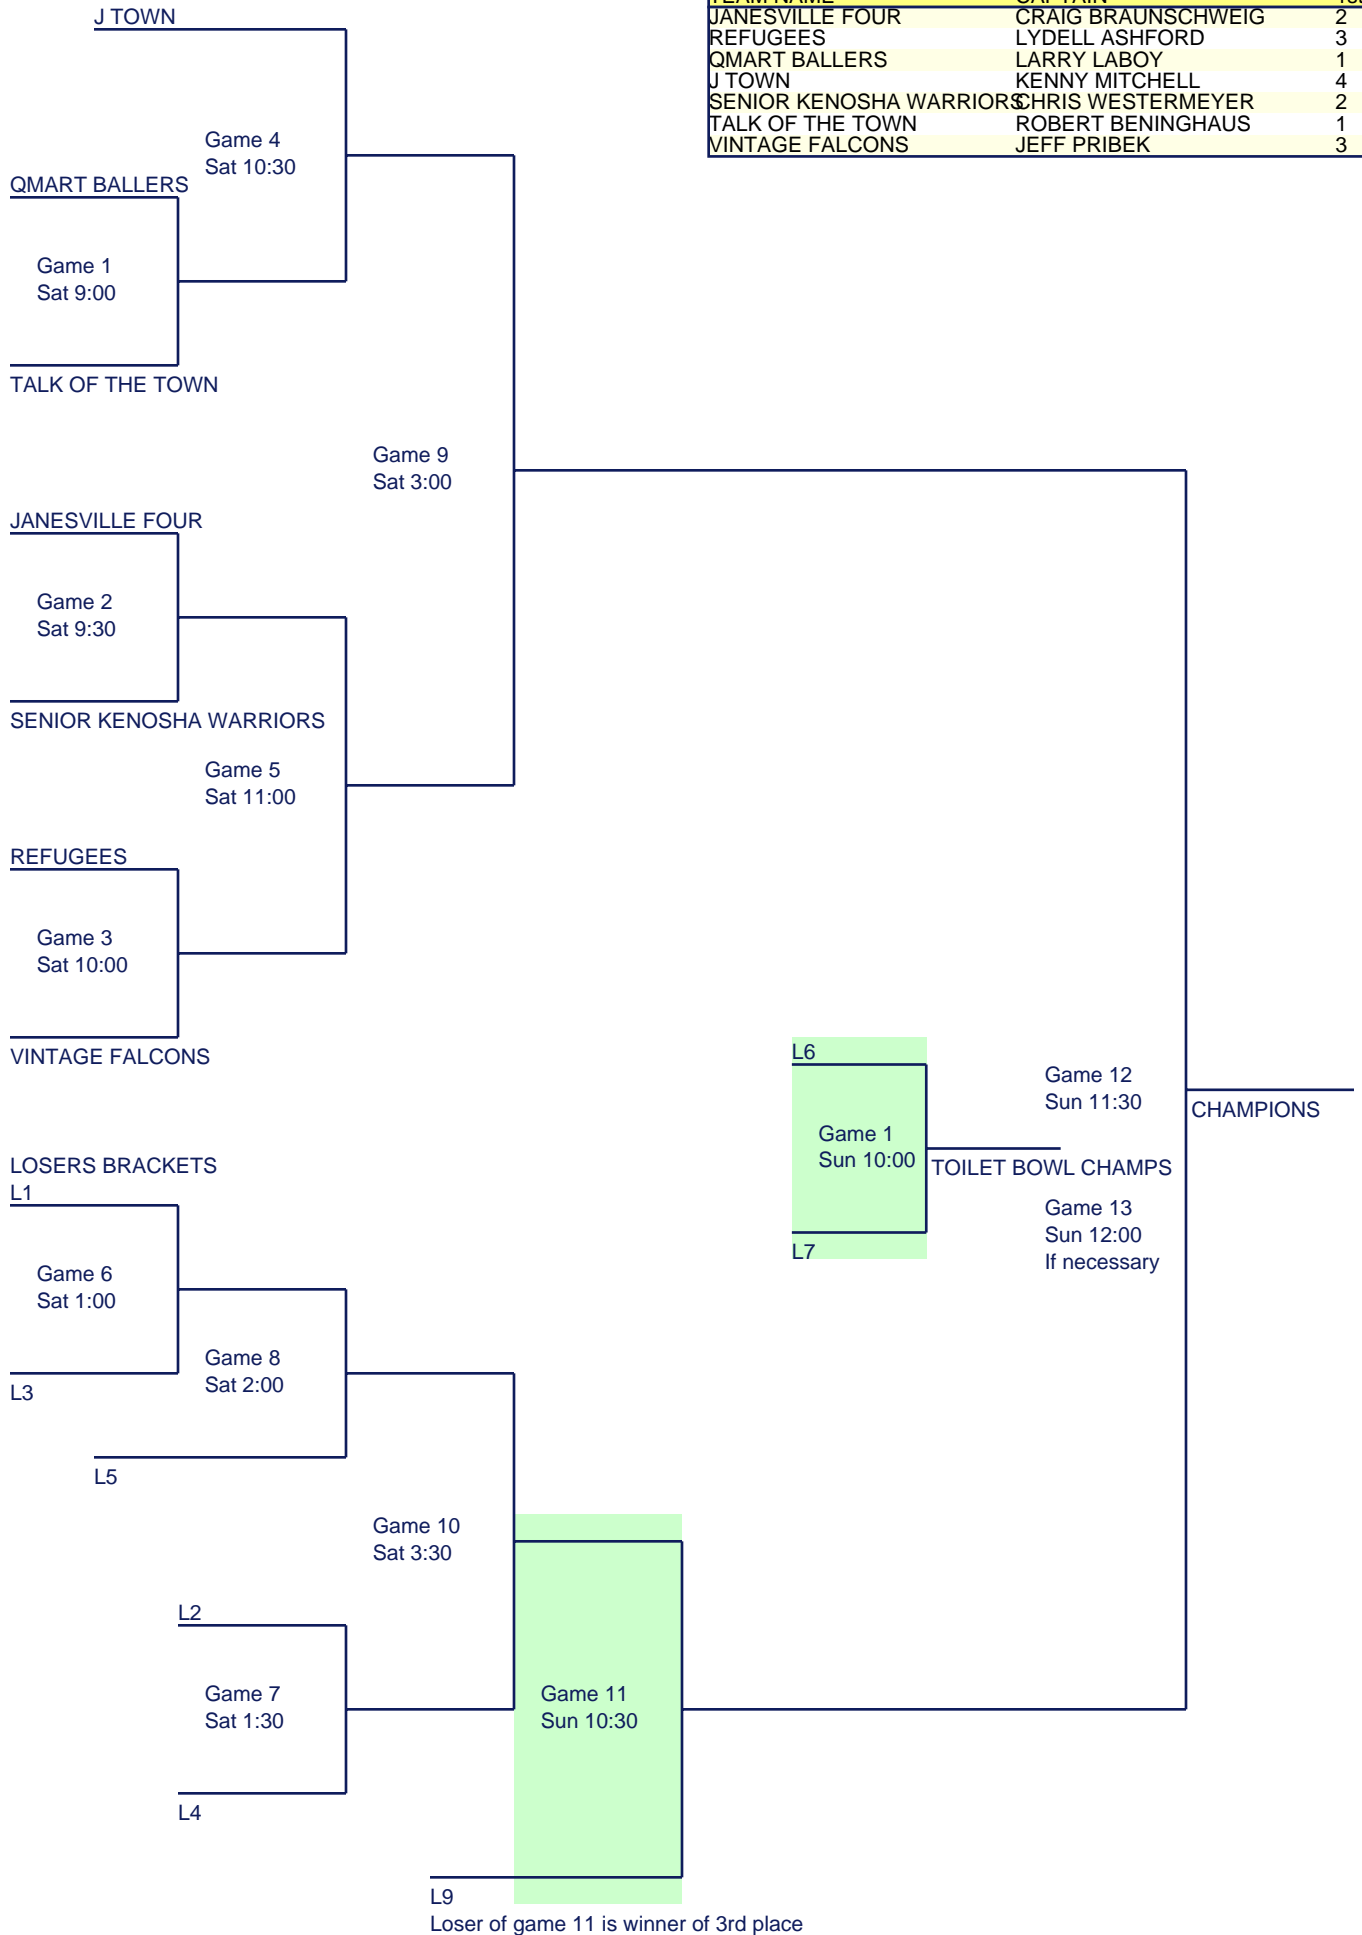 J TOWN
TEAM NAME CAPTAIN
JANESVILLE FOUR CRAIG BRAUNSCHWEIG 2
REFUGEES LYDELL ASHFORD 3
QMART BALLERS LARRY LABOY 1
J TOWN KENNY MITCHELL 4
SENIOR KENOSHA WARRIORS CHRIS WESTERMEYER 2
TALK OF THE TOWN ROBERT BENINGHAUS 1
VINTAGE FALCONS JEFF PRIBEK 3
Game 4
Sat 10:30
QMART BALLERS
Game 1
Sat 9:00
TALK OF THE TOWN
Game 9
Sat 3:00
JANESVILLE FOUR
Game 2
Sat 9:30
SENIOR KENOSHA WARRIORS
Game 5
Sat 11:00
REFUGEES
Game 3
Sat 10:00
VINTAGE FALCONS
L6
Game 12
Sun 11:30
CHAMPIONS
Game 1
Sun 10:00
TOILET BOWL CHAMPS
L7
Game 13
Sun 12:00
If necessary
LOSERS BRACKETS
L1
Game 6
Sat 1:00
L3
Game 8
Sat 2:00
L5
Game 10
Sat 3:30
L2
Game 7
Sat 1:30
L4
Game 11
Sun 10:30
L9
Loser of game 11 is winner of 3rd place